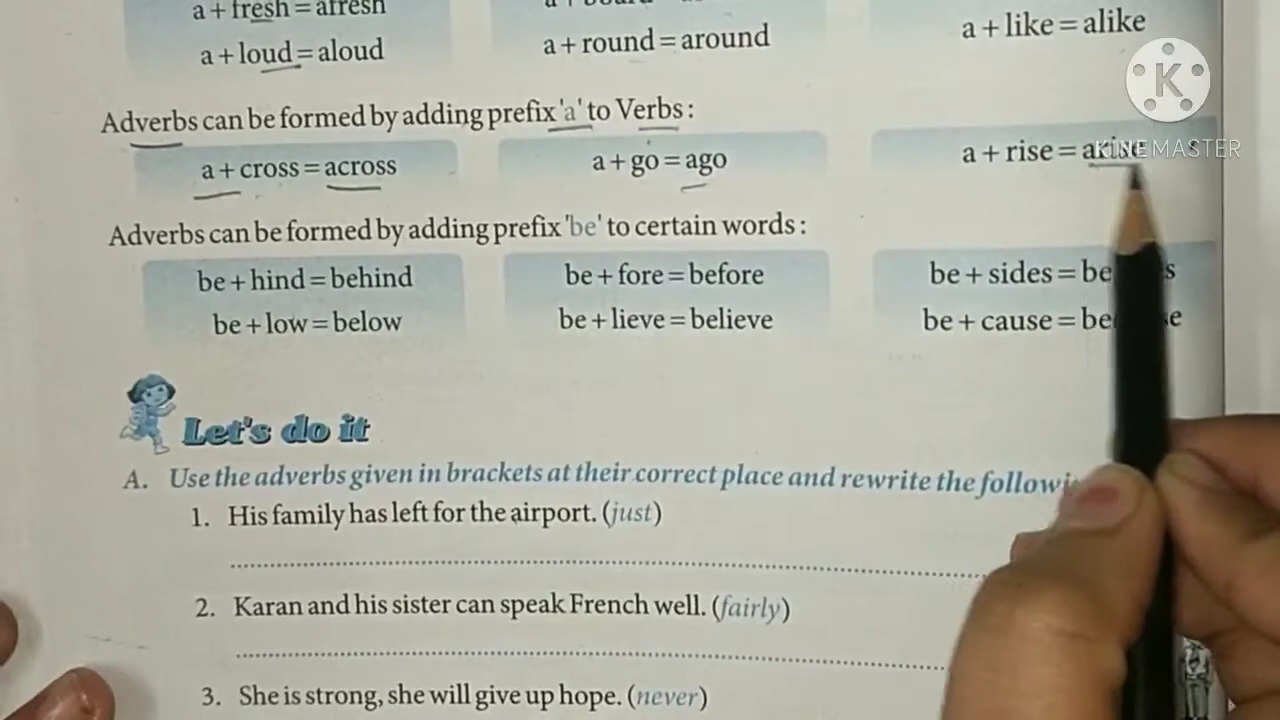 a + fresh = afresh
a + loud = aloud
a + round = around
a + like = alike
K
KINEMASTER
Adverbs can be formed by adding prefix 'a' to Verbs :
a + cross = across
a + go = ago
a + rise = arise
Adverbs can be formed by adding prefix 'be' to certain words :
be + hind = behind
be + fore = before
be + sides =
be + low = below
be + lieve = believe
be + cause =
Let's do it
A. Use the adverbs given in brackets at their correct place and rewrite the
1. His family has left for the airport. (just)
2. Karan and his sister can speak French well. (fairly)
3. She is strong, she will give up hope. (never)